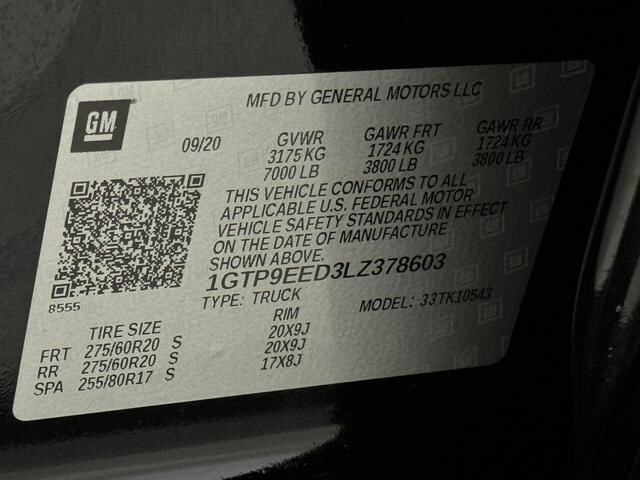 GM
MFD BY GENERAL MOTORS LLC
09/20
GVWR GAWR FRT GAWR RR
3175 KG 1724 KG 1724 KG
7000 LB 3800 LB 3800 LB
THIS VEHICLE CONFORMS TO ALL
APPLICABLE U.S. FEDERAL MOTOR
VEHICLE SAFETY STANDARDS IN EFFECT
ON THE DATE OF MANUFACTURE
SHOWN ABOVE.
1GTP9EED3LZ378603
8555
TYPE: TRUCK MODEL: 33TK10543
TIRE SIZE RIM
FRT 275/60R20 S 20X9J
RR 275/60R20 S 20X9J
SPA 255/80R17 S 17X8J